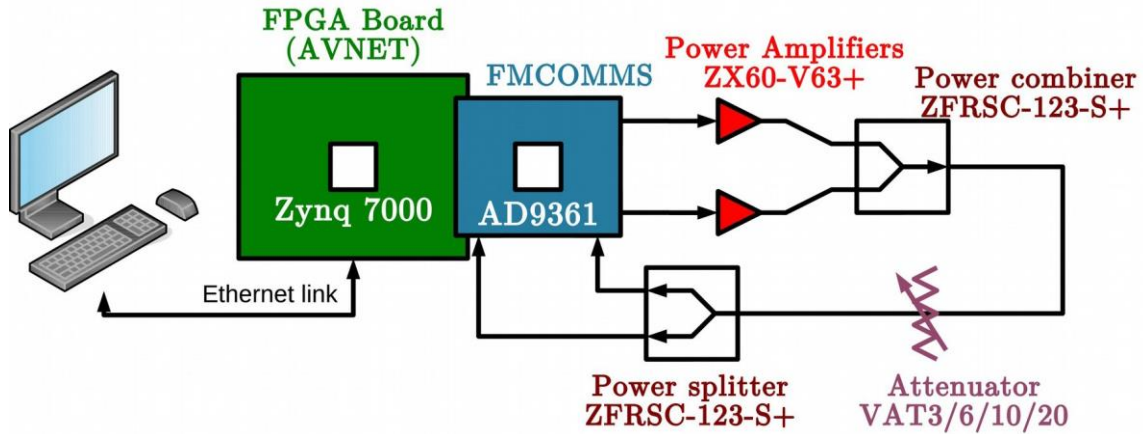 FPGA Board
(AVNET)
FMCOMMS
Power Amplifiers
ZX60-V63+
Power combiner
ZFRSC-123-S+
Zynq 7000
AD9361
Ethernet link
Power splitter
ZFRSC-123-S+
Attenuator
VAT3/6/10/20